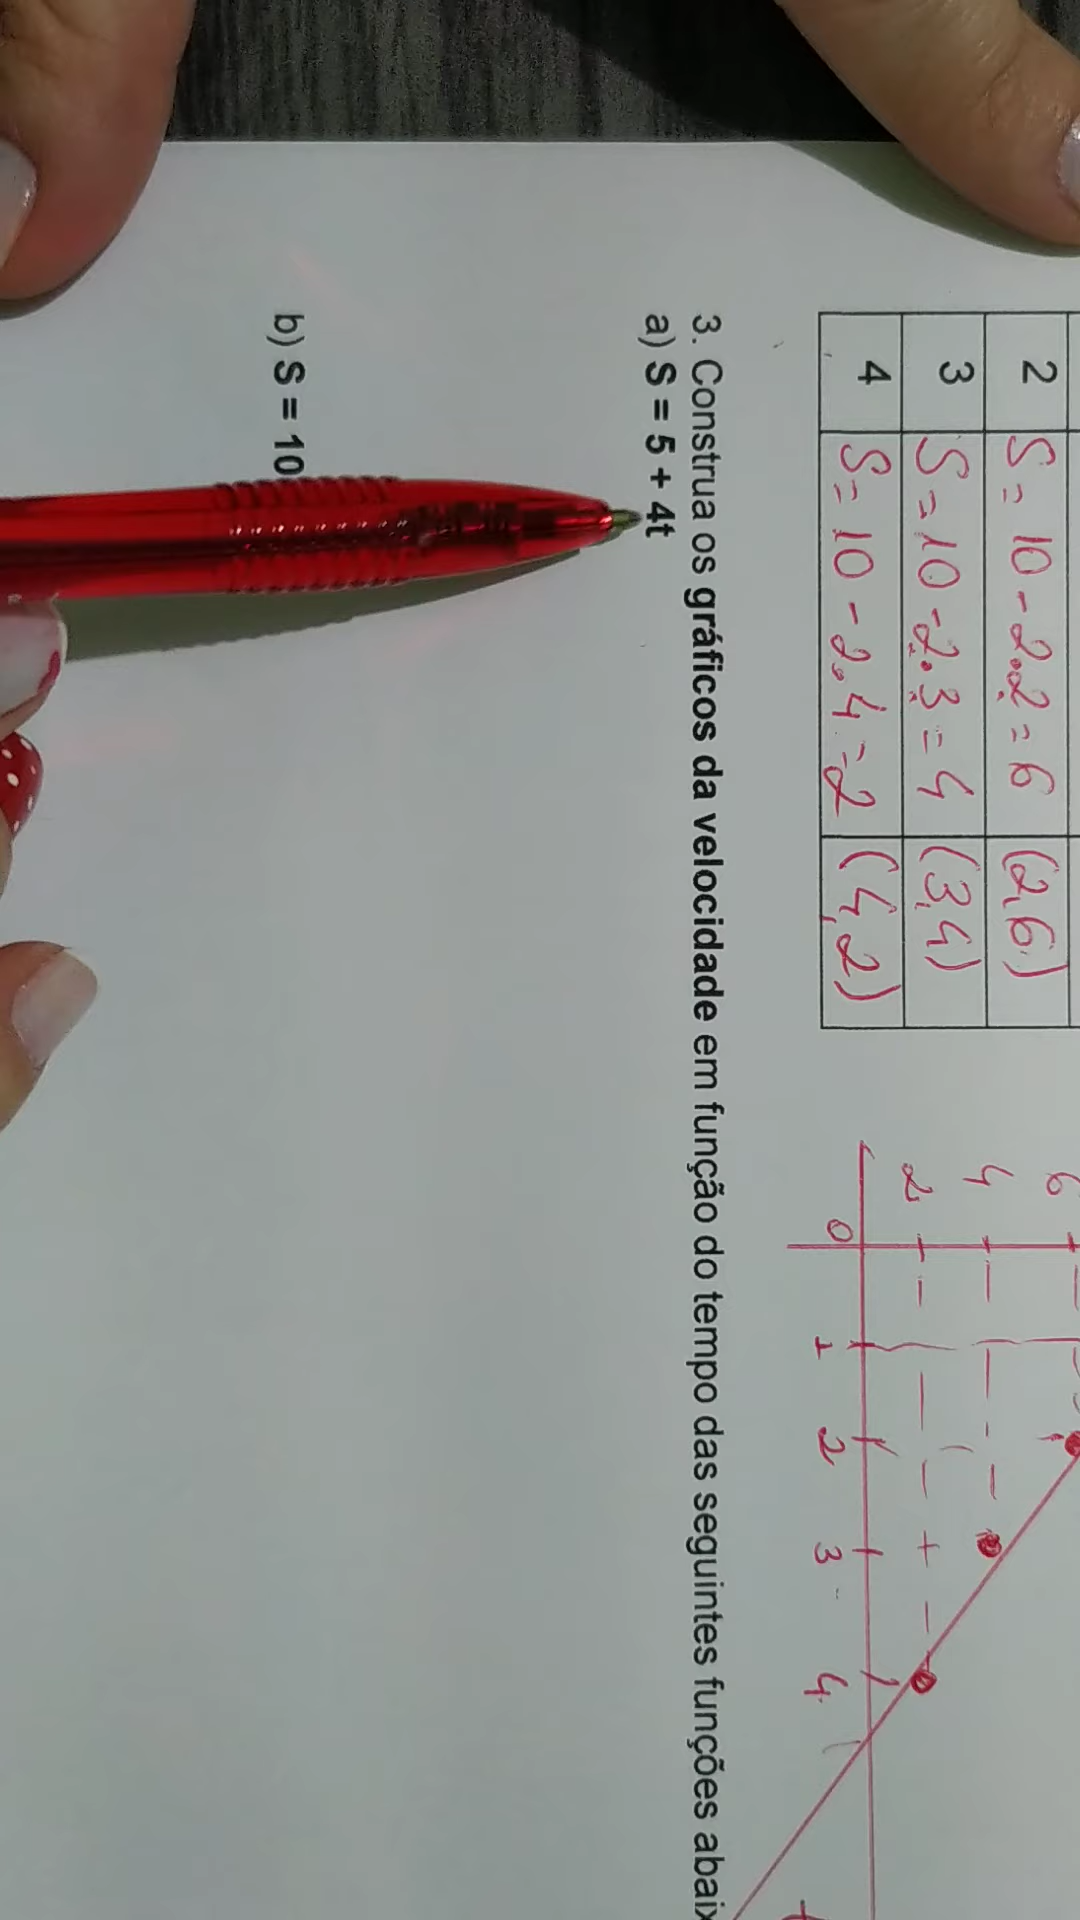 2 S = 10 - 2.2 = 6 (2,6)
3 S = 10 - 2.3 = 4 (3,4)
4 S = 10 - 2.4 = 2 (4,2)
6
4
2
0 1 2 3 4 t
3. Construa os gráficos da velocidade em função do tempo das seguintes funções
a) S = 5 + 4t
b) S = 10